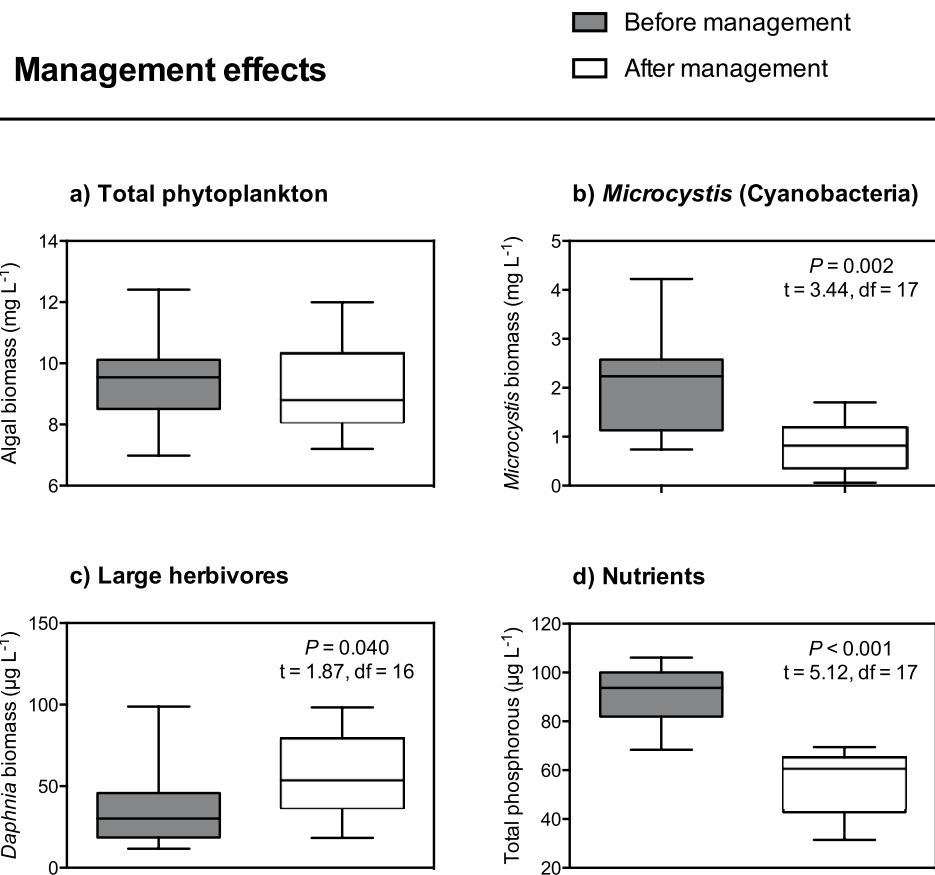 Before management
Management effects
After management
a) Total phytoplankton
14
12
10
8
6
Algal biomass (mg L⁻¹)
b) Microcystis (Cyanobacteria)
5
4
3
2
1
0
Microcystis biomass (mg L⁻¹)
P = 0.002
t = 3.44, df = 17
c) Large herbivores
150
100
50
0
Daphnia biomass (µg L⁻¹)
P = 0.040
t = 1.87, df = 16
d) Nutrients
120
100
80
60
40
20
Total phosphorous (µg L⁻¹)
P < 0.001
t = 5.12, df = 17